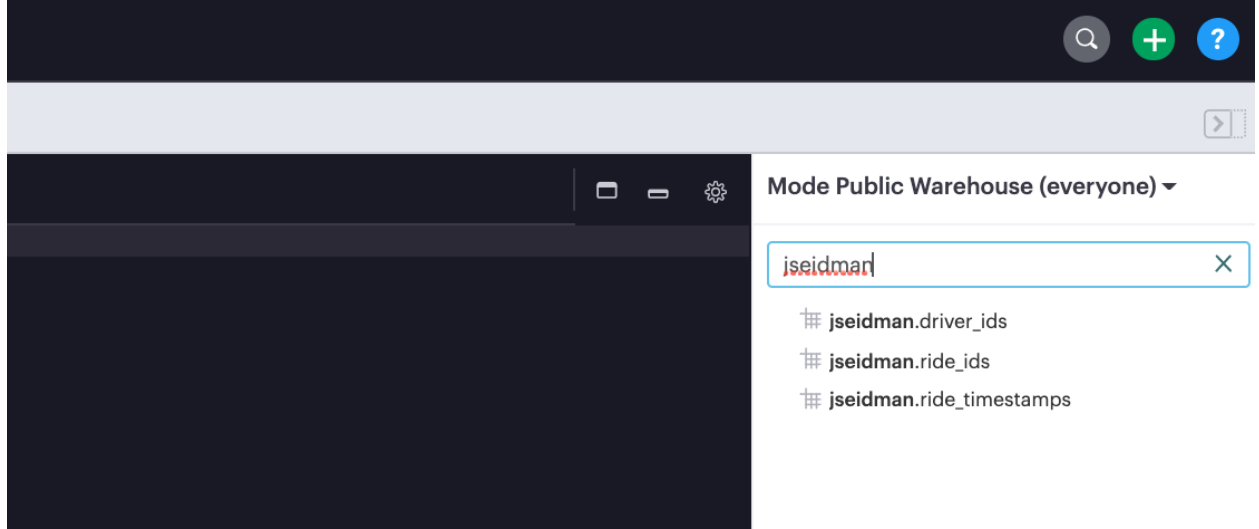 Mode Public Warehouse (everyone)
jseidman
jseidman.driver_ids
jseidman.ride_ids
jseidman.ride_timestamps